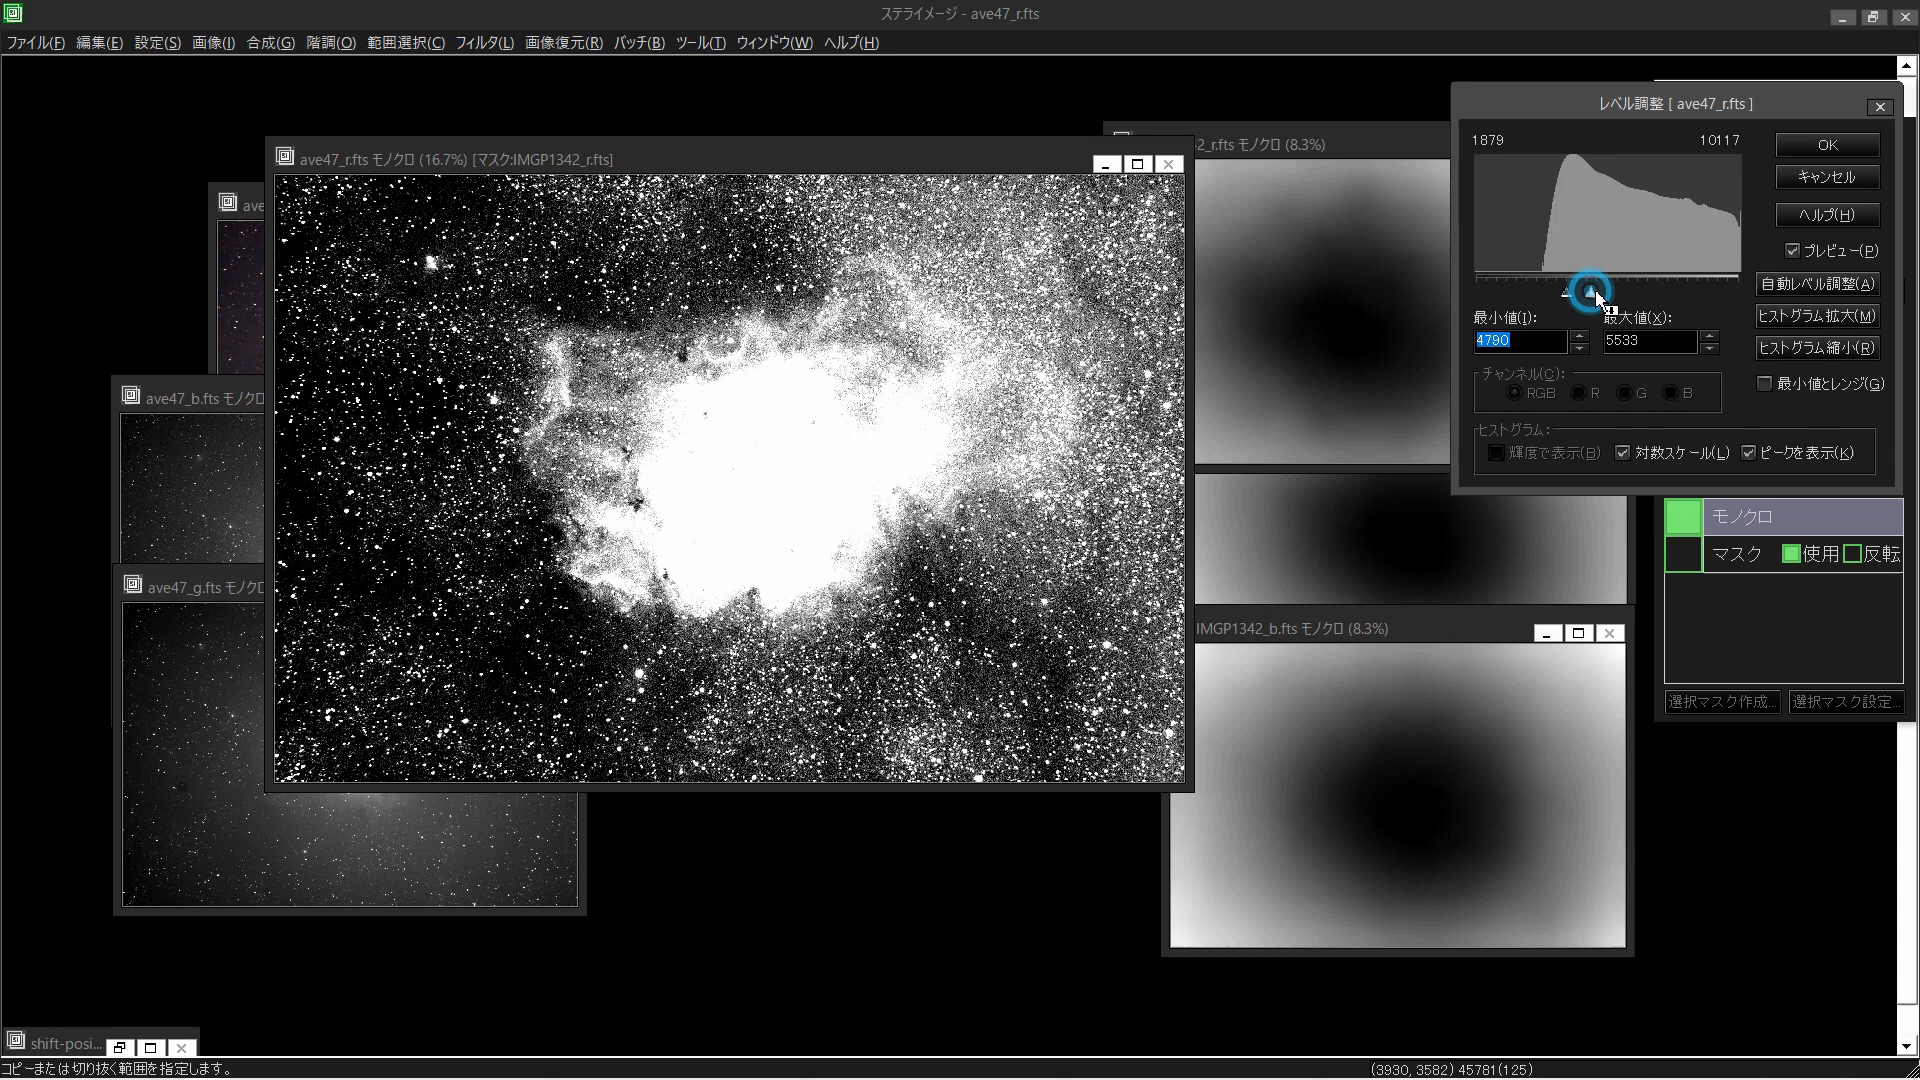 ステライメージ - ave47_r.fts
ファイル(F) 編集(E) 設定(S) 画像(I) 合成(G) 階調(O) 範囲選択(C) フィルタ(L) 画像復元(R) バッチ(B) ツール(T) ウィンドウ(W) ヘルプ(H)
レベル調整 [ ave47_r.fts ]
1879 10117
OK
キャンセル
ヘルプ(H)
プレビュー(P)
自動レベル調整(A)
ヒストグラム拡大(M)
ヒストグラム縮小(R)
最小値とレンジ(G)
最小値(I): 最大値(X):
4790 5533
チャンネル(C):
RGB R G B
ヒストグラム:
輝度で表示(B) 対数スケール(L) ピークを表示(K)
ave47_r.fts モノクロ (16.7%) [マスク:IMGP1342_r.fts]
2_r.fts モノクロ (8.3%)
ave
ave47_b.fts モノクロ
ave47_g.fts モノクロ
IMGP1342_b.fts モノクロ (8.3%)
モノクロ
マスク 使用 反転
選択マスク作成... 選択マスク設定...
shift-posi...
コピーまたは切り抜く範囲を指定します。
(3930, 3582) 45781(125)